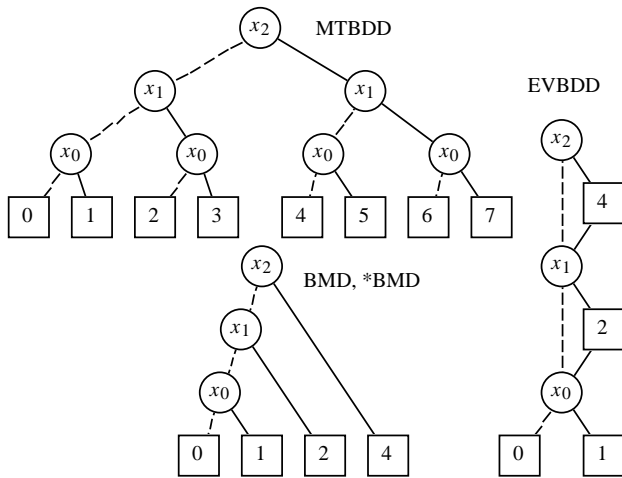 x2 MTBDD
x1 x1 EVBDD
x0 x0 x0 x0 x2
0 1 2 3 4 5 6 7 4
x2 BMD, *BMD x1
x1 2
x0 x0
0 1 2 4 0 1